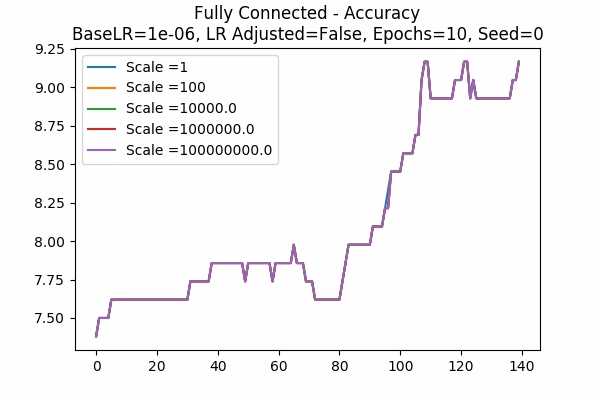 Fully Connected - Accuracy
BaseLR=1e-06, LR Adjusted=False, Epochs=10, Seed=0
9.25
9.00
8.75
8.50
8.25
8.00
7.75
7.50
Scale =1
Scale =100
Scale =10000.0
Scale =1000000.0
Scale =100000000.0
0 20 40 60 80 100 120 140